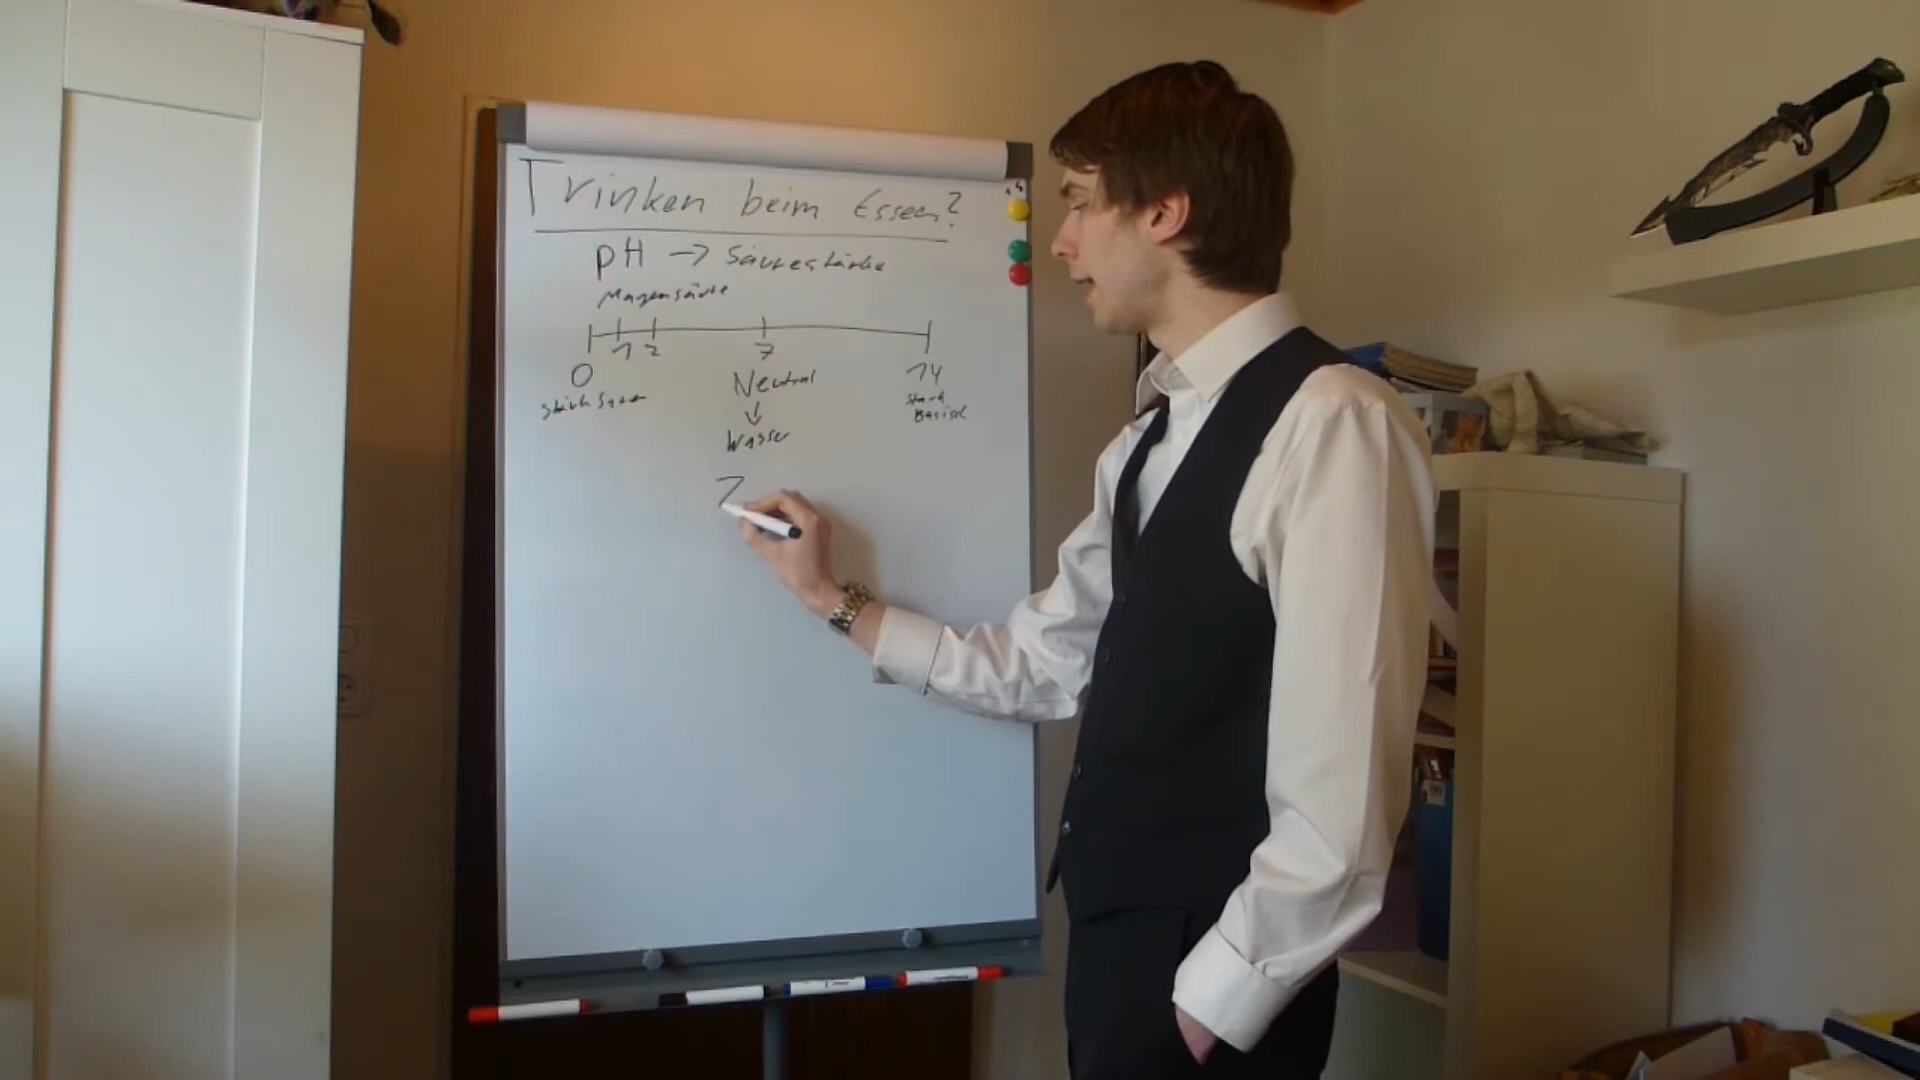 Trinken beim Essen?
pH -> Säurestärke
Magensäure
1 2 7
0 Neutral 14
stark Sauer stark
Basisch
↓
Wasser
7